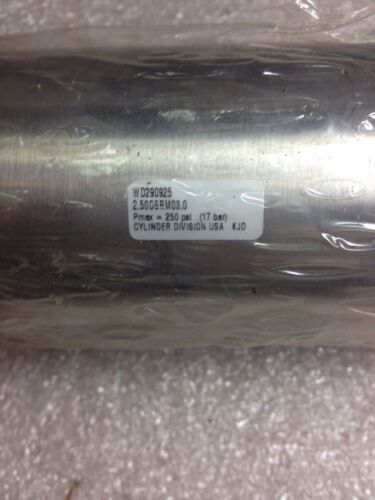 WD290925
2.50DSRM03.0
Pmax = 250 psi (17 bar)
CYLINDER DIVISION USA KJD